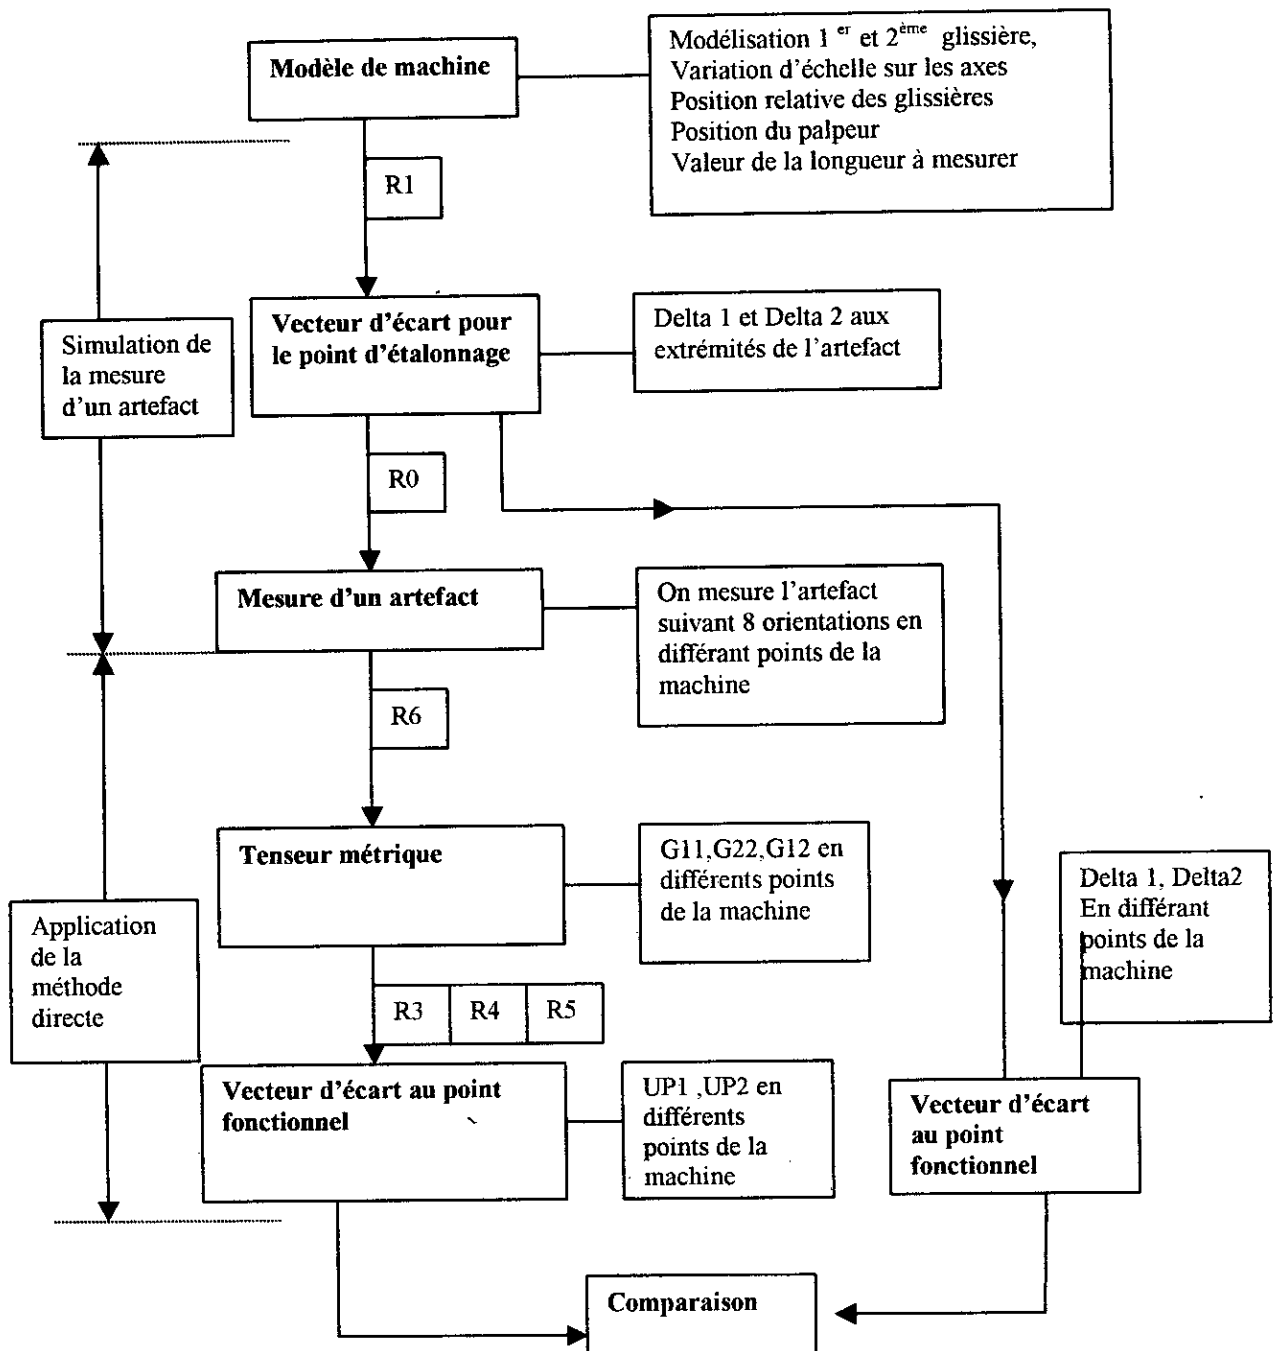 Modèle de machine
Modélisation 1 er et 2ème glissière,
Variation d'échelle sur les axes
Position relative des glissières
Position du palpeur
Valeur de la longueur à mesurer
R1
Simulation de
la mesure
d'un artefact
Vecteur d'écart pour
le point d'étalonnage
Delta 1 et Delta 2 aux
extrémités de l'artefact
R0
Mesure d'un artefact
On mesure l'artefact
suivant 8 orientations en
différant points de la
machine
R6
Tenseur métrique
G11,G22,G12 en
différents points
de la machine
Delta 1, Delta2
En différant
points de la
machine
Application
de la
méthode
directe
R3 R4 R5
Vecteur d'écart au point
fonctionnel
UP1 ,UP2 en
différents
points de la
machine
Vecteur d'écart
au point
fonctionnel
Comparaison